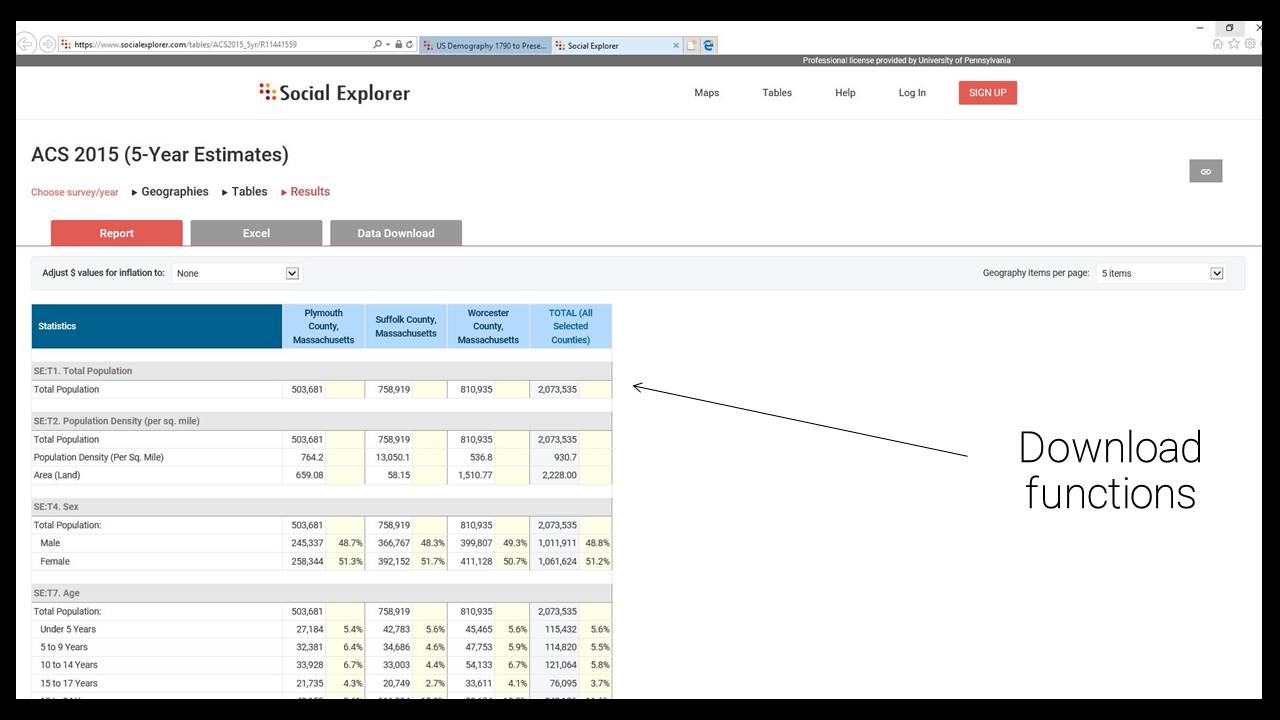 https://www.socialexplorer.com/tables/ACS2015_5yr/R11441559
US Demography 1790 to Prese...
Social Explorer
Professional license provided by University of Pennsylvania
Social Explorer
Maps
Tables
Help
Log In
SIGN UP
ACS 2015 (5-Year Estimates)
Choose survey/year
Geographies
Tables
Results
Report
Excel
Data Download
Adjust $ values for inflation to:
None
Geography items per page:
5 items
Statistics
Plymouth
County,
Massachusetts
Suffolk County,
Massachusetts
Worcester
County,
Massachusetts
TOTAL (All
Selected
Counties)
SE:T1. Total Population
Total Population 503,681 758,919 810,935 2,073,535
SE:T2. Population Density (per sq. mile)
Total Population 503,681 758,919 810,935 2,073,535
Population Density (Per Sq. Mile) 764.2 13,050.1 536.8 930.7
Area (Land) 659.08 58.15 1,510.77 2,228.00
SE:T4. Sex
Total Population: 503,681 758,919 810,935 2,073,535
Male 245,337 48.7% 366,767 48.3% 399,807 49.3% 1,011,911 48.8%
Female 258,344 51.3% 392,152 51.7% 411,128 50.7% 1,061,624 51.2%
SE:T7. Age
Total Population: 503,681 758,919 810,935 2,073,535
Under 5 Years 27,184 5.4% 42,783 5.6% 45,465 5.6% 115,432 5.6%
5 to 9 Years 32,381 6.4% 34,686 4.6% 47,753 5.9% 114,820 5.5%
10 to 14 Years 33,928 6.7% 33,003 4.4% 54,133 6.7% 121,064 5.8%
15 to 17 Years 21,735 4.3% 20,749 2.7% 33,611 4.1% 76,095 3.7%
Download
functions